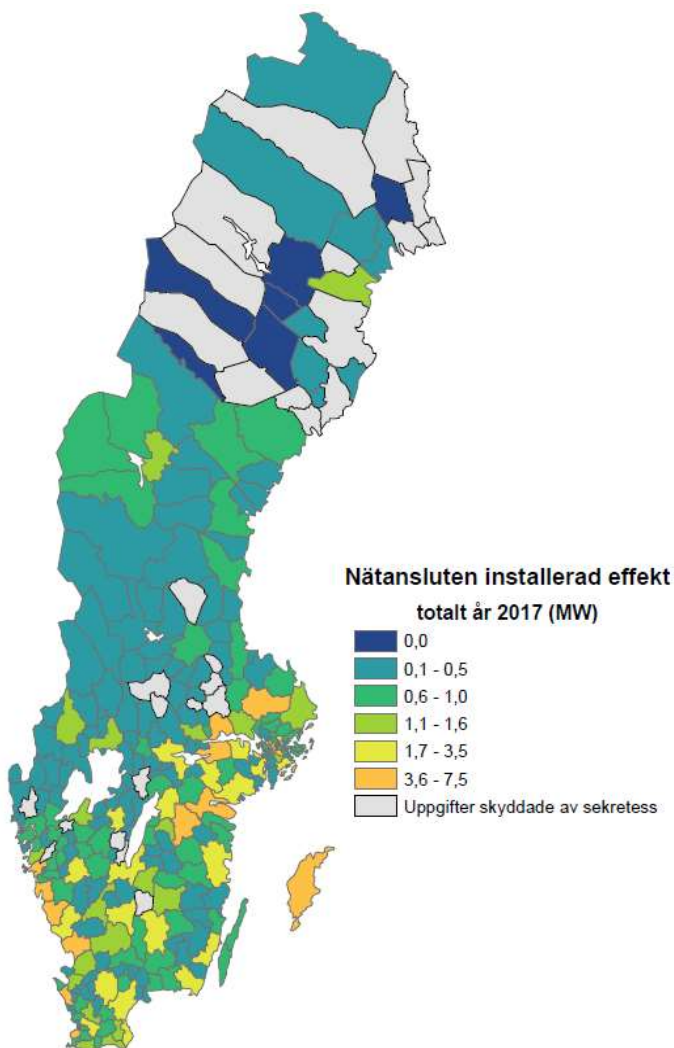 Nätansluten installerad effekt
totalt år 2017 (MW)
0,0
0,1 - 0,5
0,6 - 1,0
1,1 - 1,6
1,7 - 3,5
3,6 - 7,5
Uppgifter skyddade av sekretess